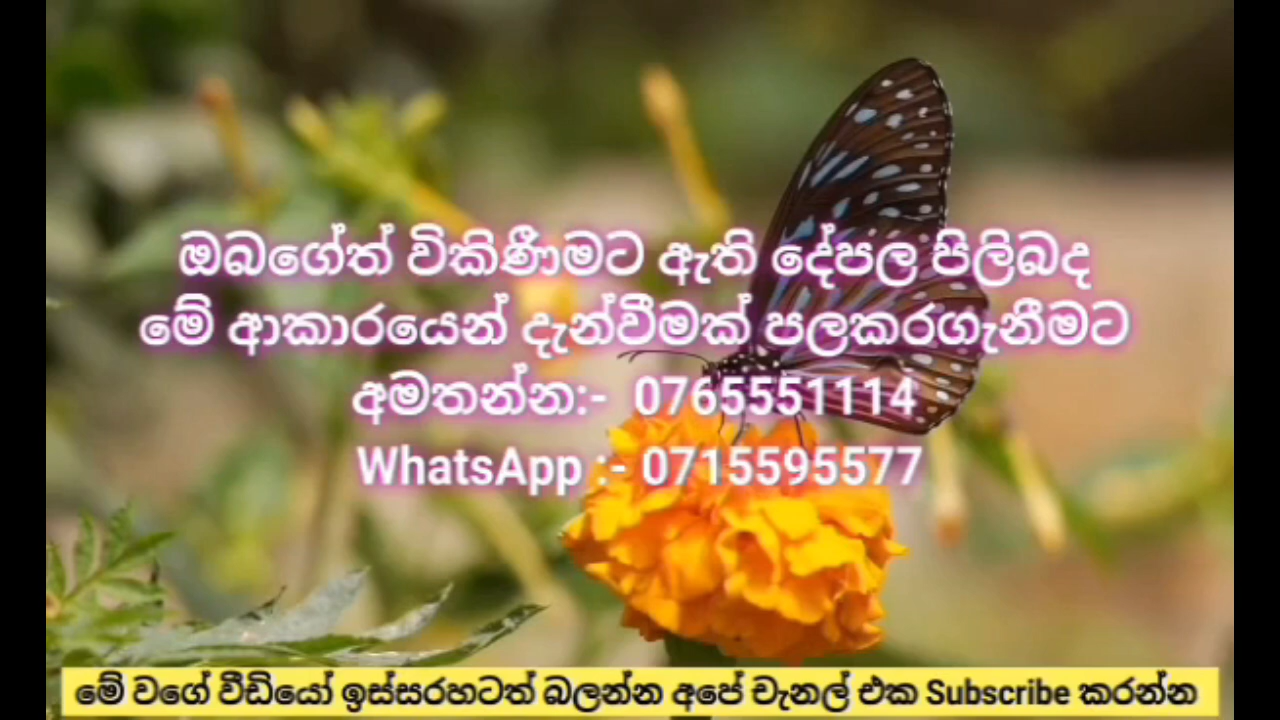 ඔබගේත් විකිණීමට ඇති දේපල පිලිබද
මේ ආකාරයෙන් දැන්වීමක් පලකරගැනීමට
අමතන්න:- 0765551114
WhatsApp :- 0715595577
මේ වගේ වීඩියෝ ඉස්සරහටත් බලන්න අපේ චැනල් එක Subscribe කරන්න